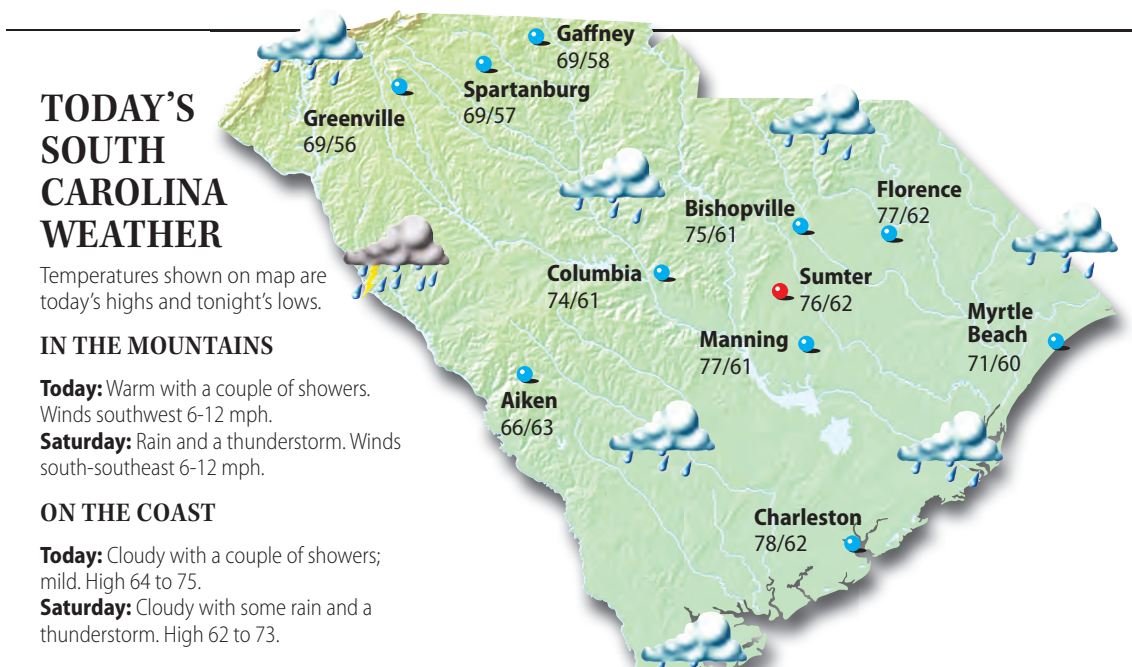 TODAY’S
SOUTH
CAROLINA
WEATHER
Temperatures shown on map are
today’s highs and tonight’s lows.
IN THE MOUNTAINS
Today: Warm with a couple of showers.
Winds southwest 6-12 mph.
Saturday: Rain and a thunderstorm. Winds
south-southeast 6-12 mph.
ON THE COAST
Today: Cloudy with a couple of showers;
mild. High 64 to 75.
Saturday: Cloudy with some rain and a
thunderstorm. High 62 to 73.
Gaffney
69/58
Spartanburg
69/57
Greenville
69/56
Bishopville
75/61
Florence
77/62
Columbia
74/61
Sumter
76/62
Myrtle
Beach
71/60
Manning
77/61
Aiken
66/63
Charleston
78/62